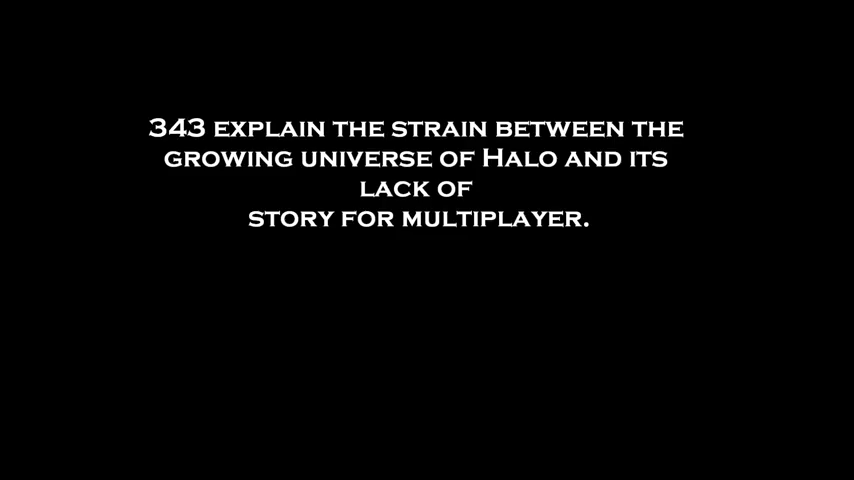 343 explain the strain between the
growing universe of Halo and its
lack of
story for multiplayer.